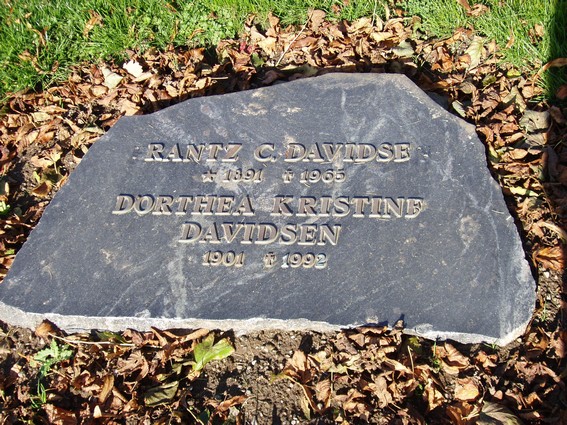 RANTZ C. DAVIDSE
★ 1891 ✝ 1965
DORTHEA KRISTINE
DAVIDSEN
1901 ✝ 1992